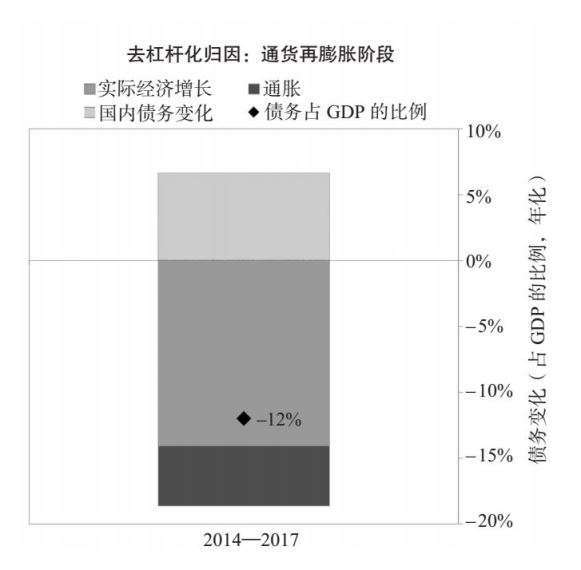 去杠杆化归因：通货再膨胀阶段
实际经济增长 通胀
国内债务变化 债务占 GDP 的比例
10%
5%
0%
–5%
–10%
–15%
–20%
债务变化（占 GDP 的比例，年化）
–12%
2014—2017